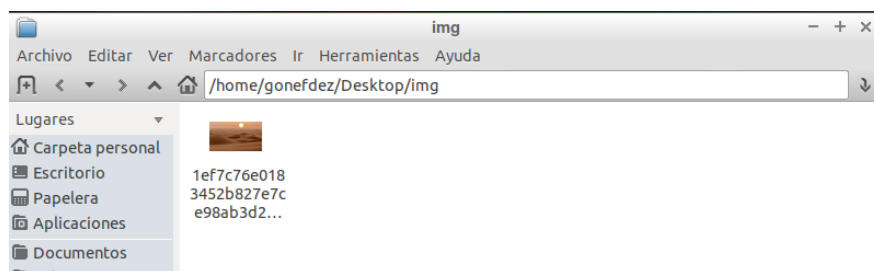 img
Archivo Editar Ver Marcadores Ir Herramientas Ayuda
/home/gonefdez/Desktop/img
Lugares
Carpeta personal
Escritorio
Papelera
Aplicaciones
Documentos
1ef7c76e018
3452b827e7c
e98ab3d2...